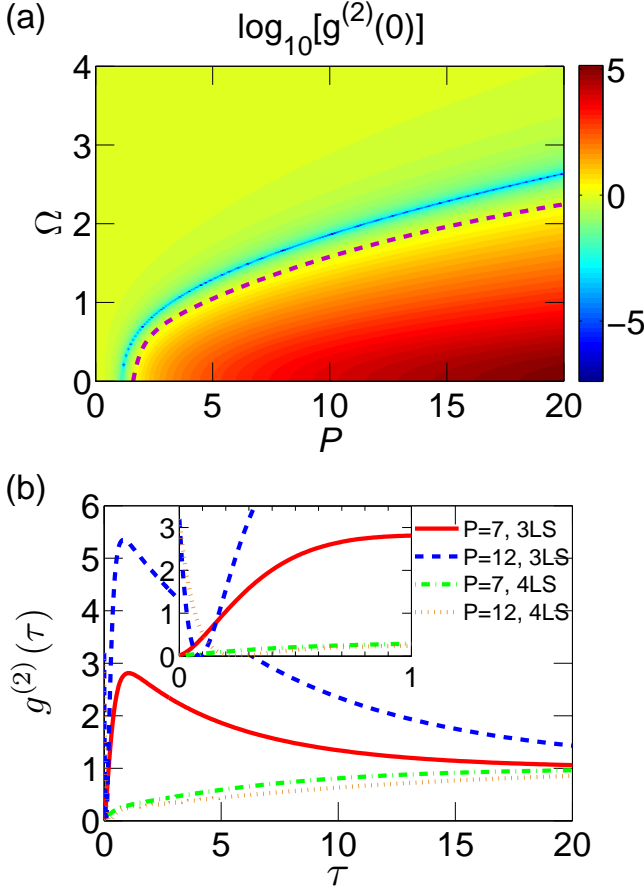 (a)
log₁₀[g⁽²⁾(0)]
4
3
2
1
0
Ω
0 5 10 15 20
P
5
0
−5
(b)
6
5
4
3
2
1
0
g⁽²⁾(τ)
3
2
1
0
0 1
P=7, 3LS
P=12, 3LS
P=7, 4LS
P=12, 4LS
0 5 10 15 20
τ